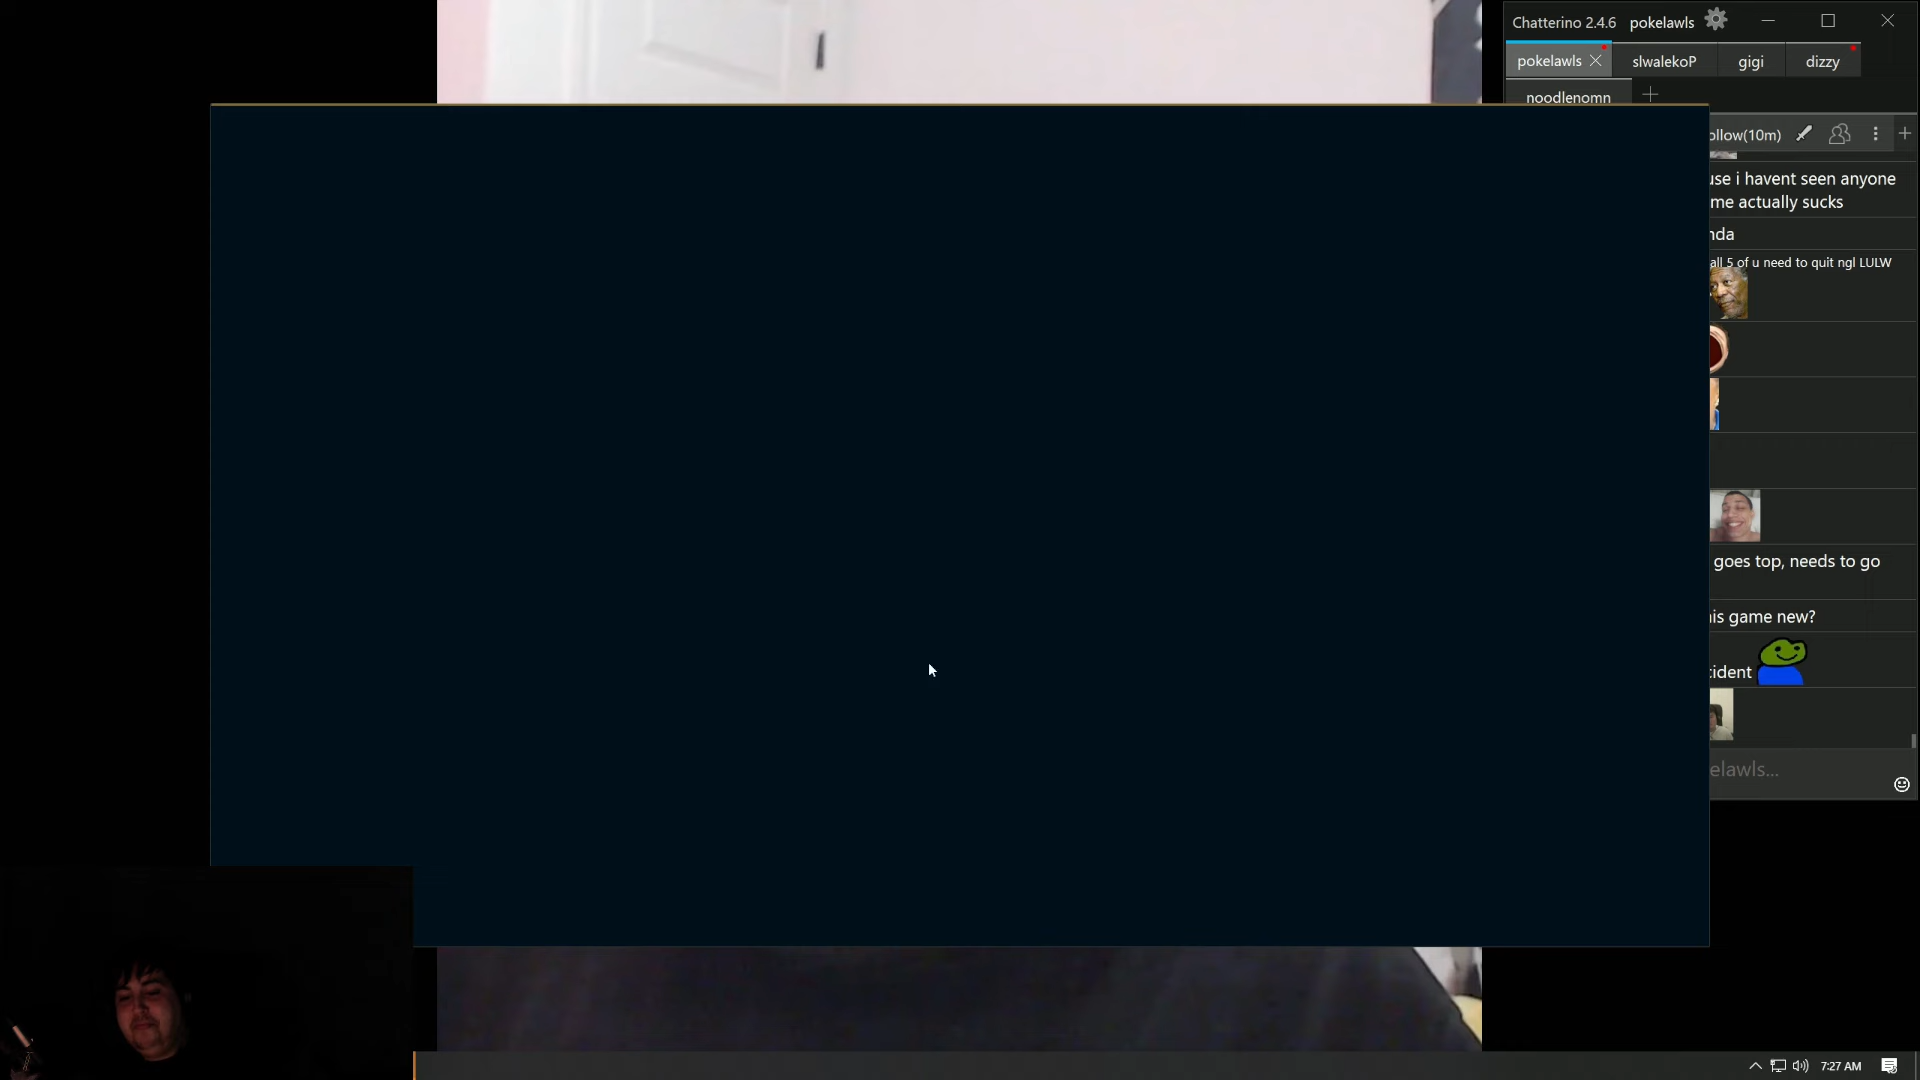 Chatterino 2.4.6 pokelawls
pokelawls slwalekoP gigi dizzy
noodlenomn
ollow(10m)
use i havent seen anyone
me actually sucks
nda
all 5 of u need to quit ngl LULW
goes top, needs to go
his game new?
cident
elawls...
7:27 AM